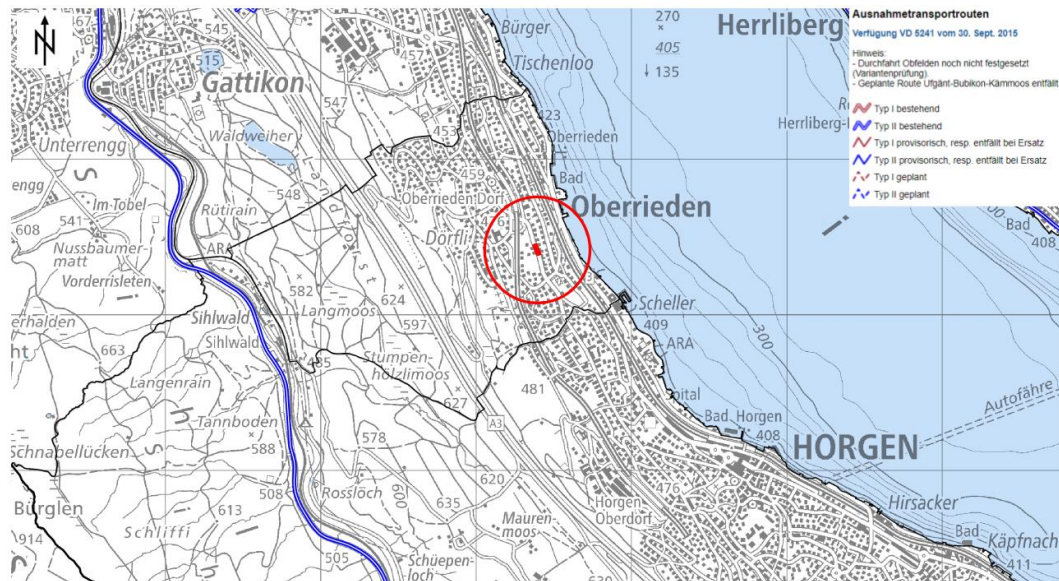 N
Ausnahmetransportrouten
Verfügung VD 5241 vom 30. Sept. 2015
Hinweis:
- Durchfahrt Obfelden noch nicht festgesetzt
(Variantenprüfung).
- Geplante Route Ufgänt-Bubikon-Kämmoos entfällt
Typ I bestehend
Typ II bestehend
Typ I provisorisch, resp. entfällt bei Ersatz
Typ II provisorisch, resp. entfällt bei Ersatz
Typ I geplant
Typ II geplant
467
545
515
Gattikon
547
457
Bürger
Tischenloo
423
453
270
405
135
Herrliberg
Unterrengg
Waldweiher
548
Landforst
459
Oberrieden Dorf
Oberrieden
Bad
Oberrieden
Dörfli
541
608
Im Tobel
Nussbaumer-
matt
Vorderrisleten
Rütirain
ARA
582
Langmoos
624
597
Sihlwald
Sihlwald
485
663
Langenrain
Stumpen-
hölzlimoos
627
481
A3
Scheller
409
ARA
300
408
Autofähre
Tannboden
588
578
Schnabellücken
Bürglen
914
508
613
Schliffi
Rossloch
505
600
635
620
Mauren-
moos
Schüepen-
loch
Bad Horgen
408
HORGEN
476
Horgen
Oberdorf
Hirsacker
Bad
Käpfnach
411